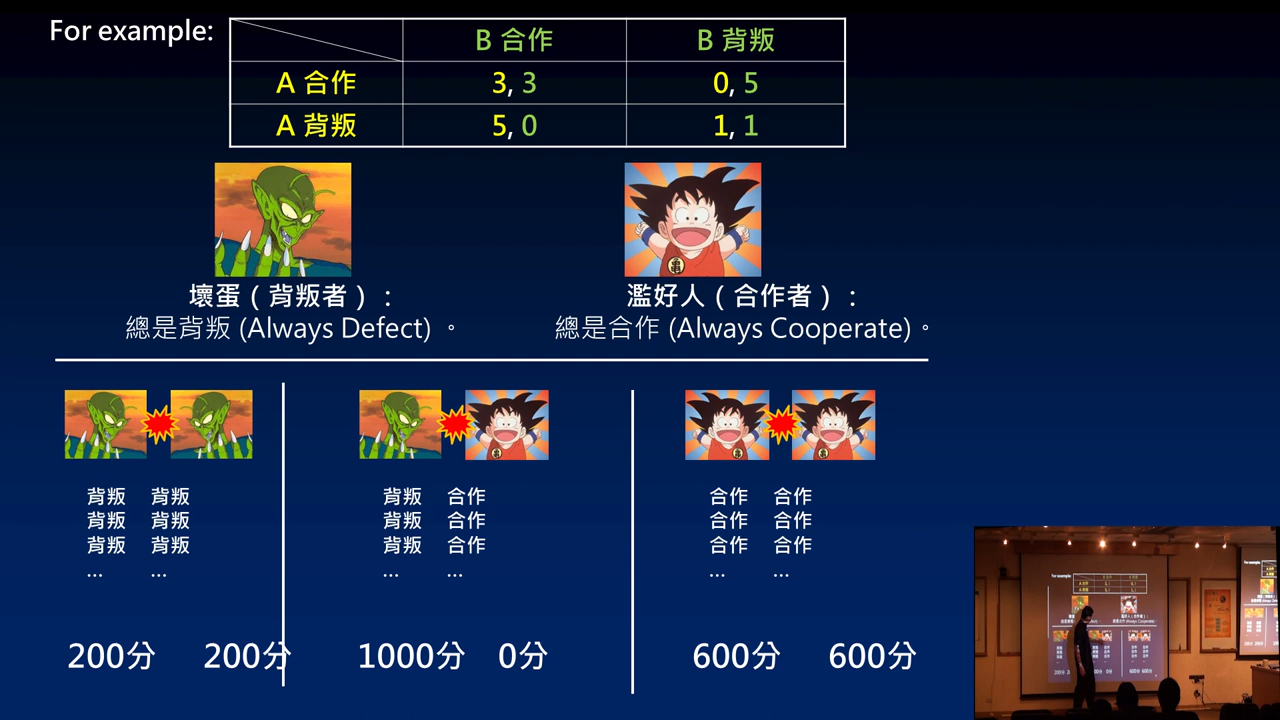 For example:
B 合作 B 背叛
A 合作 3, 3 0, 5
A 背叛 5, 0 1, 1
壞蛋（背叛者）：
總是背叛 (Always Defect) 。
濫好人（合作者）：
總是合作 (Always Cooperate)。
背叛 背叛
背叛 背叛
背叛 背叛
... ...
200分 200分
背叛 合作
背叛 合作
背叛 合作
... ...
1000分 0分
合作 合作
合作 合作
合作 合作
... ...
600分 600分